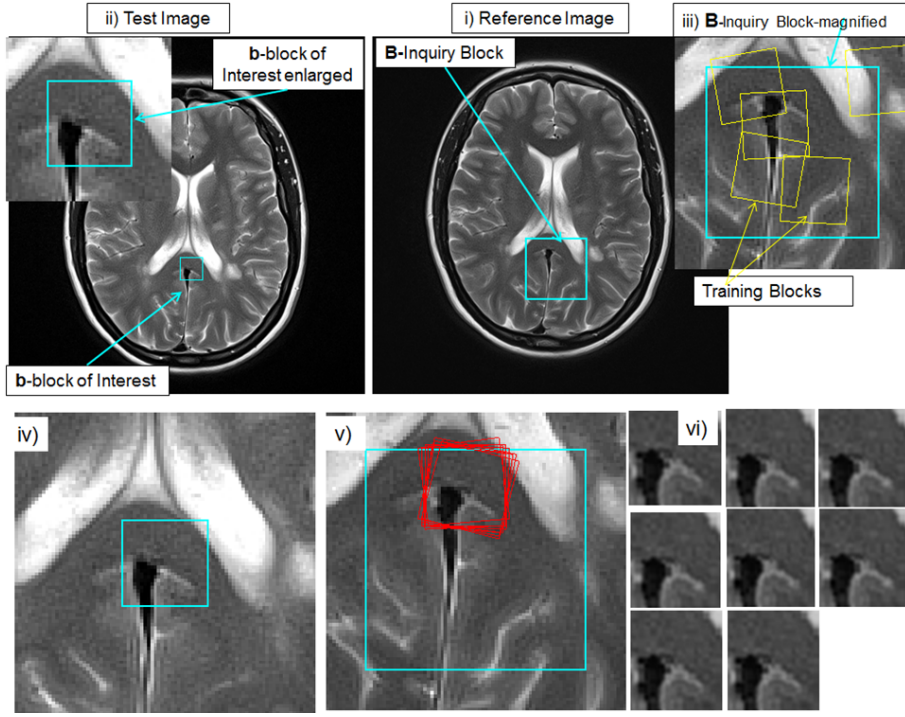 ii) Test Image
i) Reference Image
iii) B-Inquiry Block-magnified
b-block of
Interest enlarged
B-Inquiry Block
Training Blocks
b-block of Interest
iv)
v)
vi)